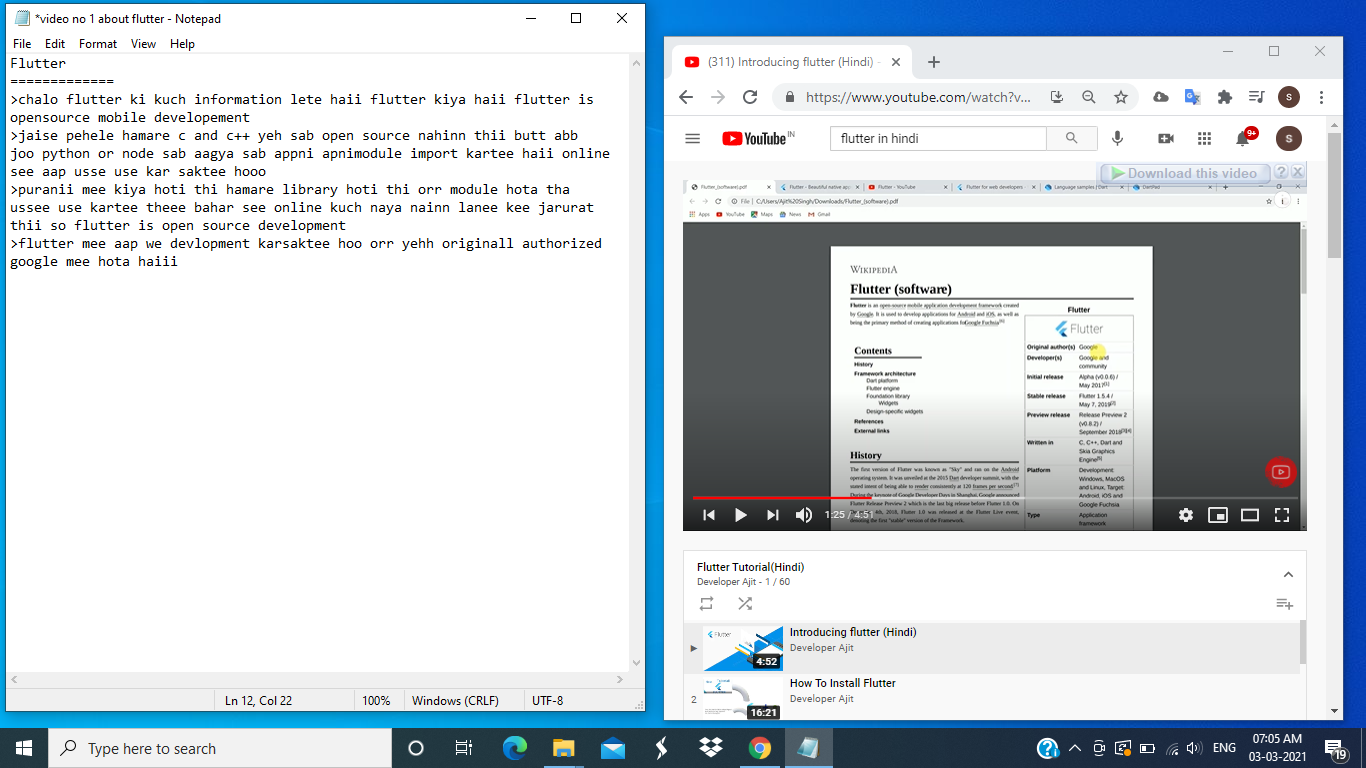 *video no 1 about flutter - Notepad
File Edit Format View Help
Flutter
=============
>chalo flutter ki kuch information lete haii flutter kiya haii flutter is
opensource mobile developement
>jaise pehele hamare c and c++ yeh sab open source nahinn thii butt abb
joo python or node sab aagya sab appni apnimodule import kartee haii online
see aap usse use kar saktee hooo
>puranii mee kiya hoti thi hamare library hoti thi orr module hota tha
ussee use kartee theee bahar see online kuch naya nainn lanee kee jarurat
thii so flutter is open source development
>flutter mee aap we devlopment karsaktee hoo orr yehh originall authorized
google mee hota haiii
Ln 12, Col 22 100% Windows (CRLF) UTF-8
(311) Introducing flutter (Hindi) -
https://www.youtube.com/watch?v...
S
YouTube IN
flutter in hindi
9+
S
Download this video
Flutter_(software).pdf
Flutter - Beautiful native app
Flutter - YouTube
Flutter for web developers -
Language samples | Dart
DartPad
File | C:/Users/Ajit%20Singh/Downloads/Flutter_(software).pdf
Apps YouTube Maps News Gmail
WIKIPEDIA
Flutter (software)
Flutter is an open-source mobile application development framework created
by Google. It is used to develop applications for Android and iOS, as well as
being the primary method of creating applications for Google Fuchsia
Contents
History
Framework architecture
Dart platform
Flutter engine
Foundation library
Widgets
Design-specific widgets
References
External links
History
The first version of Flutter was known as "Sky" and ran on the Android
operating system. It was unveiled at the 2015 Dart developer summit, with the
stated intent of being able to render consistently at 120 frames per second.
During the keynote of Google Developer Days in Shanghai, Google announced
Flutter Release Preview 2 which is the last big release before Flutter 1.0. On
4th, 2018, Flutter 1.0 was released at the Flutter Live event,
denoting the first "stable" version of the Framework.
Flutter
Flutter
Original author(s) Google
Developer(s) Google and
community
Initial release Alpha (v0.0.6) /
May 2017[1]
Stable release Flutter 1.5.4 /
May 7, 2019[2]
Preview release Release Preview 2
(v0.8.2) /
September 2018[3][4]
Written in C, C++, Dart and
Skia Graphics
Engine[5]
Platform Development:
Windows, MacOS
and Linux, Target:
Android, iOS and
Google Fuchsia
Type Application
framework
1:25 / 4:51
Flutter Tutorial(Hindi)
Developer Ajit - 1 / 60
Flutter
4:52
Introducing flutter (Hindi)
Developer Ajit
2
16:21
How To Install Flutter
Developer Ajit
Type here to search
ENG
07:05 AM
03-03-2021
19